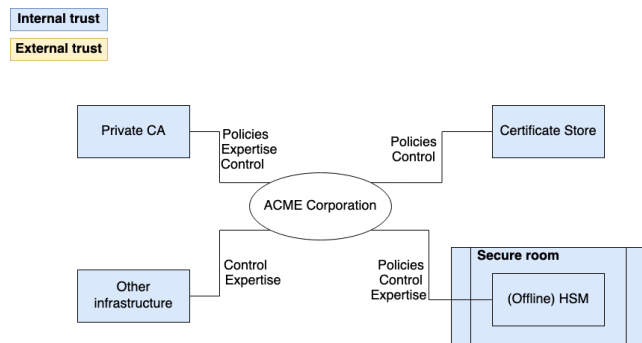 Internal trust
External trust
Private CA
Policies
Expertise
Control
Policies
Control
Certificate Store
ACME Corporation
Other
infrastructure
Control
Expertise
Policies
Control
Expertise
Secure room
(Offline) HSM